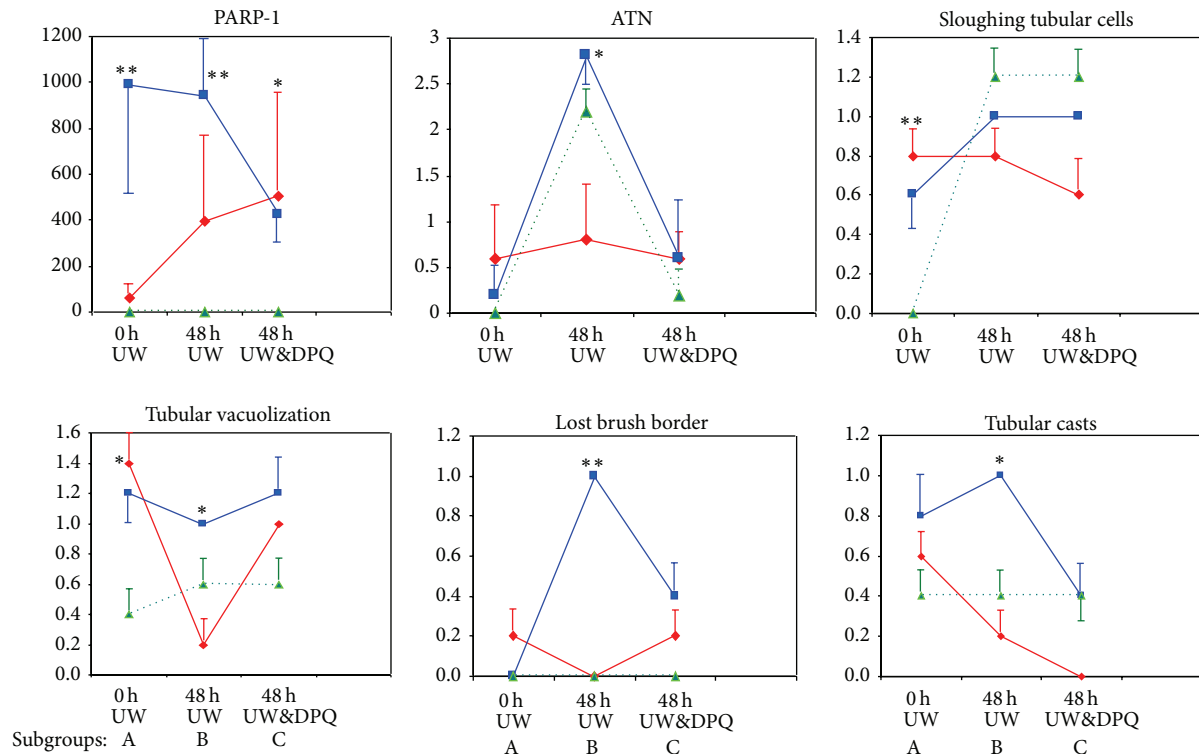 PARP-1
1200
1000
800
600
400
200
0
**
**
*
0 h
UW
48 h
UW
48 h
UW&DPQ
ATN
3
2.5
2
1.5
1
0.5
0
*
0 h
UW
48 h
UW
48 h
UW&DPQ
Sloughing tubular cells
1.4
1.2
1.0
0.8
0.6
0.4
0.2
0.0
**
0 h
UW
48 h
UW
48 h
UW&DPQ
Tubular vacuolization
1.6
1.4
1.2
1.0
0.8
0.6
0.4
0.2
0.0
*
*
0 h
UW
48 h
UW
48 h
UW&DPQ
Subgroups: A B C
Lost brush border
1.2
1.0
0.8
0.6
0.4
0.2
0.0
**
0 h
UW
48 h
UW
48 h
UW&DPQ
A B C
Tubular casts
1.2
1.0
0.8
0.6
0.4
0.2
0.0
*
0 h
UW
48 h
UW
48 h
UW&DPQ
A B C